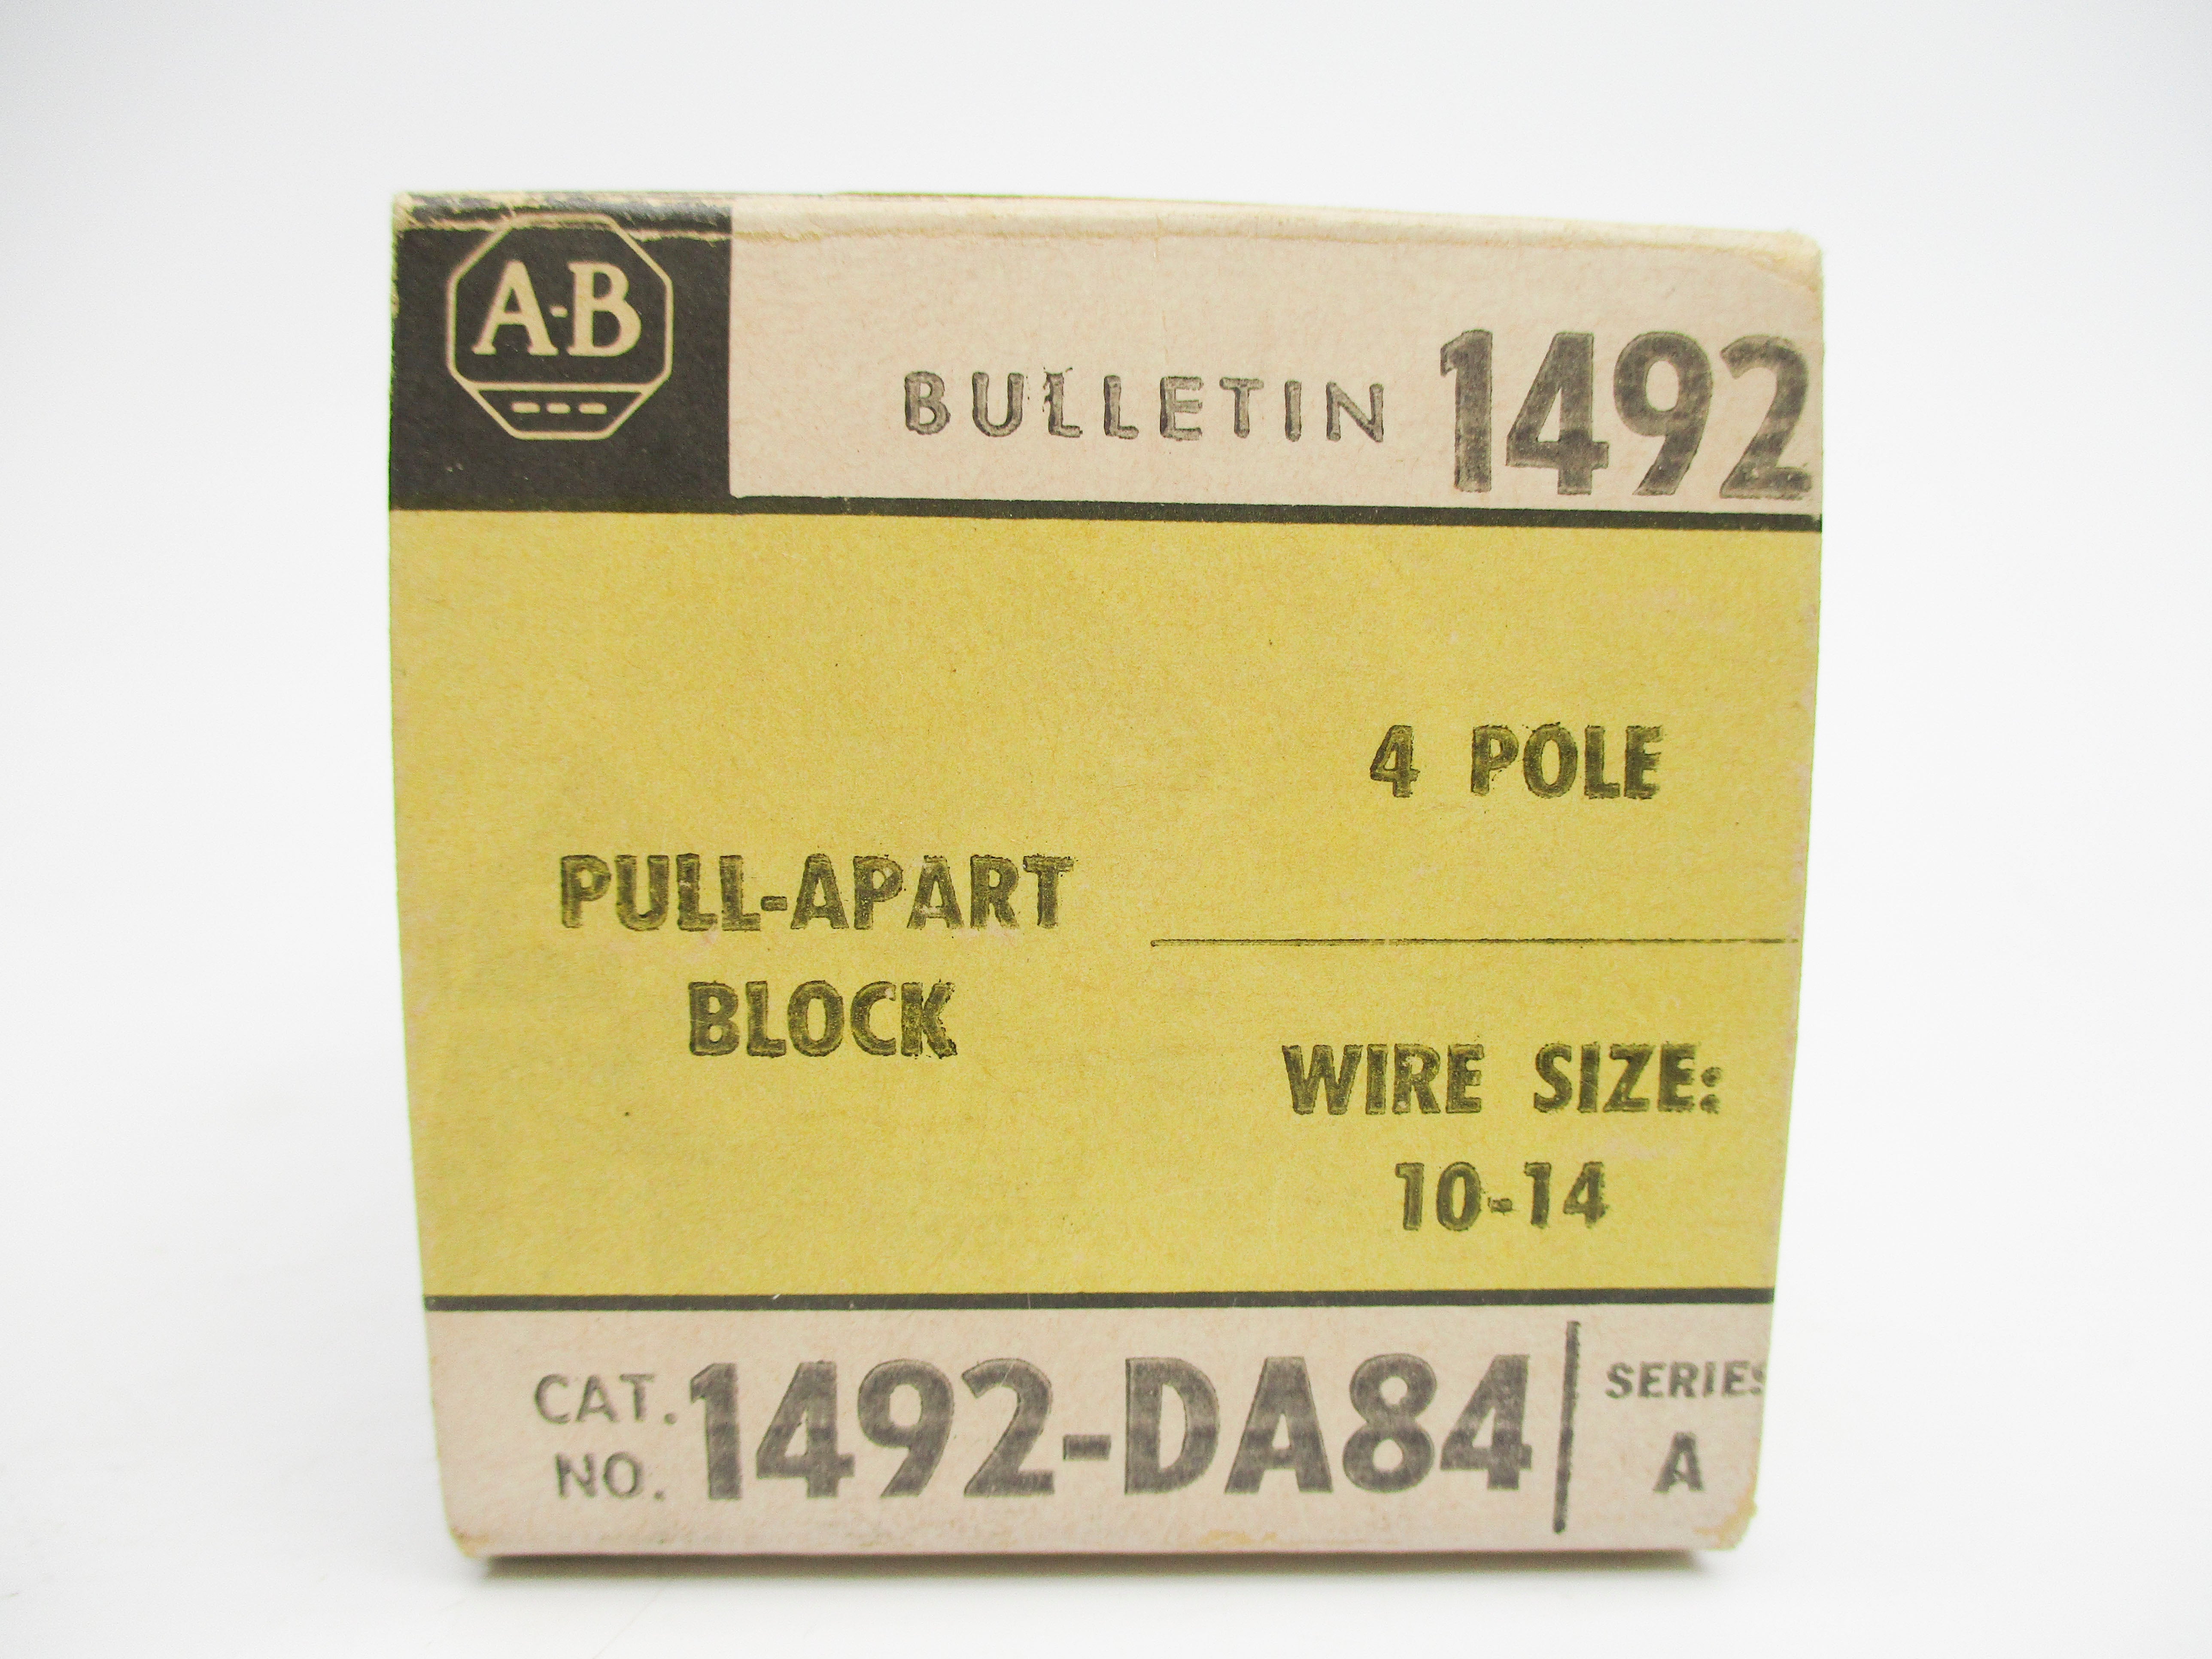 A-B
BULLETIN 1492
4 POLE
PULL-APART
BLOCK
WIRE SIZE:
10-14
CAT. NO. 1492-DA84
SERIES
A